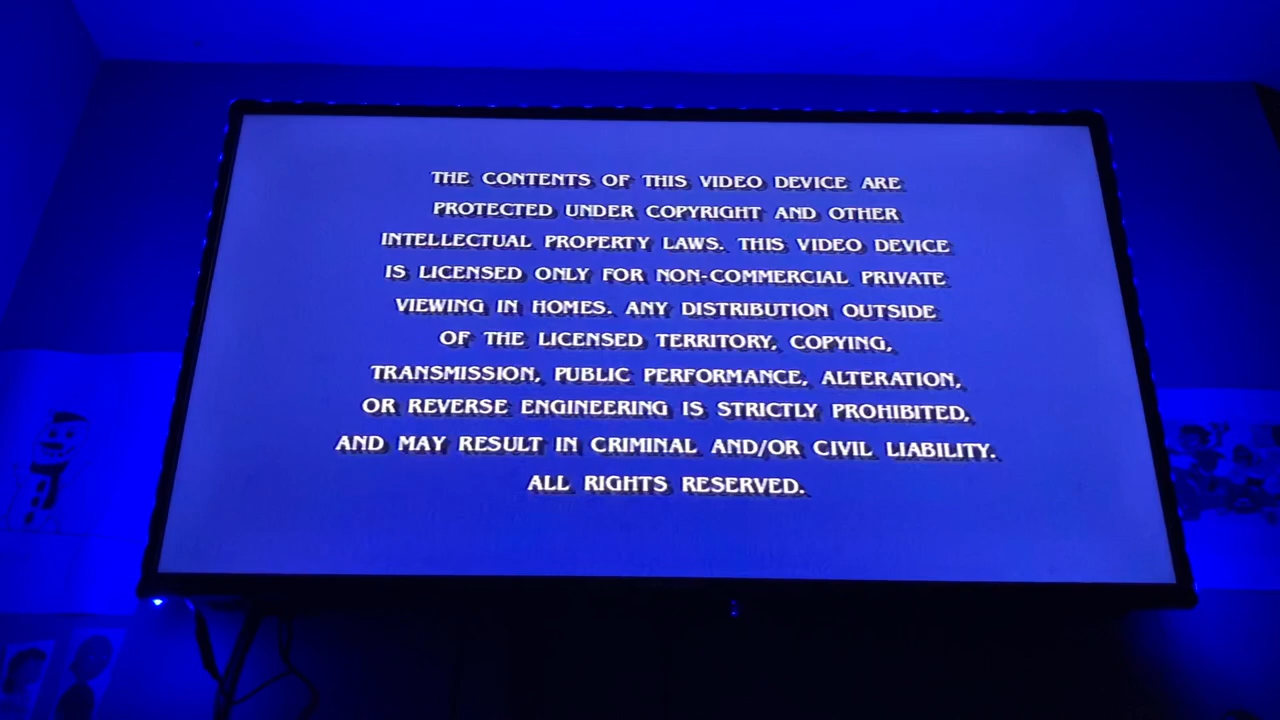 THE CONTENTS OF THIS VIDEO DEVICE ARE
PROTECTED UNDER COPYRIGHT AND OTHER
INTELLECTUAL PROPERTY LAWS. THIS VIDEO DEVICE
IS LICENSED ONLY FOR NON-COMMERCIAL PRIVATE
VIEWING IN HOMES. ANY DISTRIBUTION OUTSIDE
OF THE LICENSED TERRITORY, COPYING,
TRANSMISSION, PUBLIC PERFORMANCE, ALTERATION,
OR REVERSE ENGINEERING IS STRICTLY PROHIBITED,
AND MAY RESULT IN CRIMINAL AND/OR CIVIL LIABILITY.
ALL RIGHTS RESERVED.